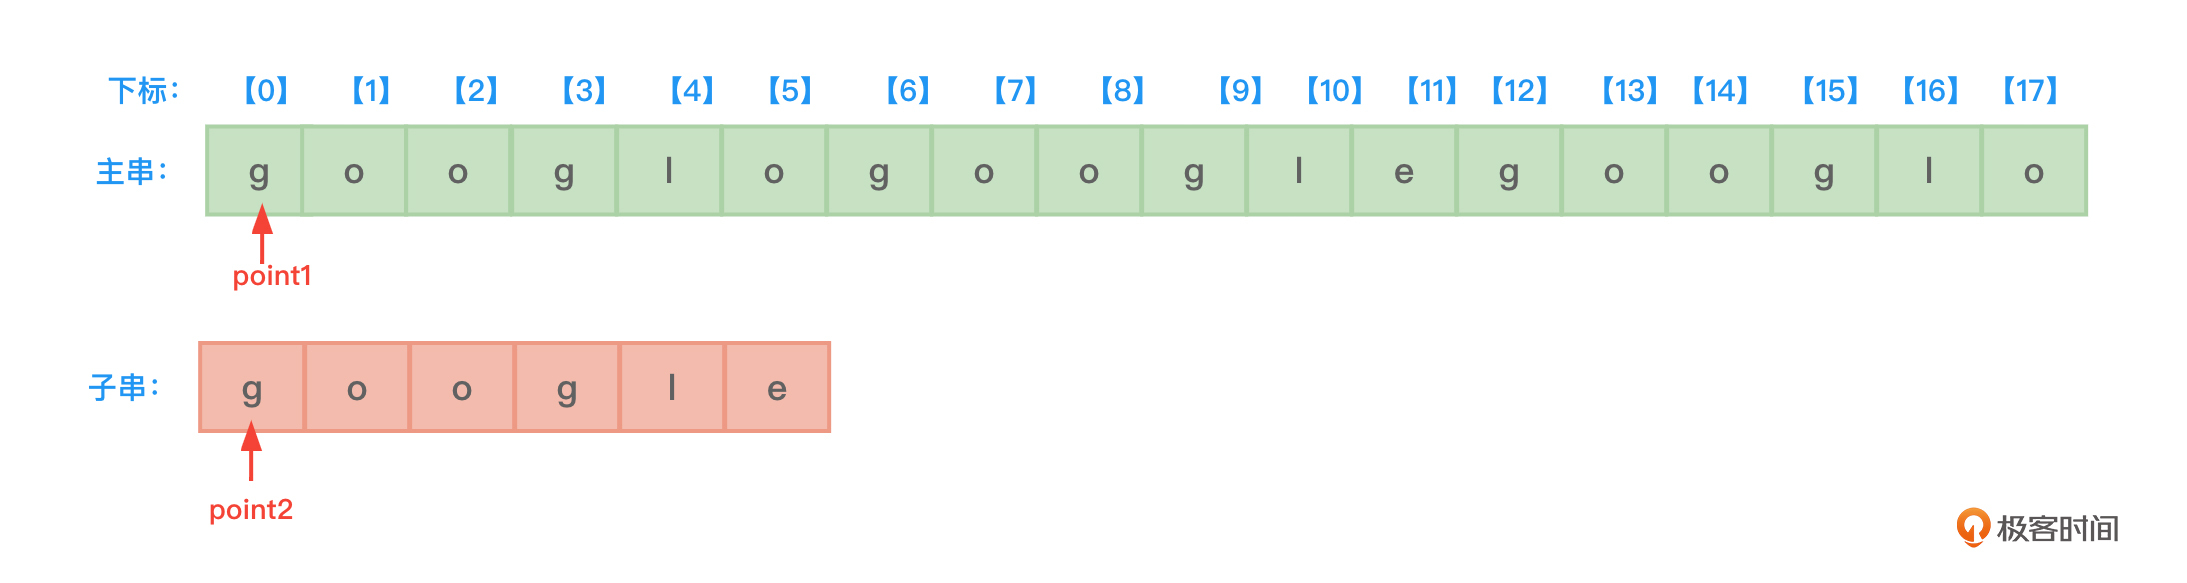 下标： 【0】 【1】 【2】 【3】 【4】 【5】 【6】 【7】 【8】 【9】 【10】 【11】 【12】 【13】 【14】 【15】 【16】 【17】
主串： g o o g l o g o o g l e g o o g l o
point1
子串： g o o g l e
point2
极客时间